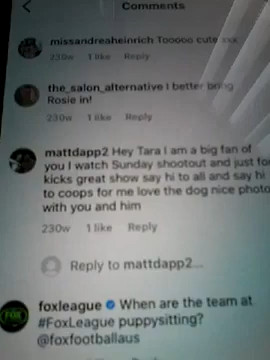 Comments
missandreaheinrich Tooooo cute xxx
230w 1 like Reply
the_salon_alternative I better bring
Rosie in!
230w 1 like Reply
mattdapp2 Hey Tara I am a big fan of
you I watch Sunday shootout and just for
kicks great show say hi to all and say hi
to coops for me love the dog nice photo
with you and him
230w 1 like Reply
Reply to mattdapp2...
FOX
foxleague When are the team at
#FoxLeague puppysitting?
@foxfootballaus